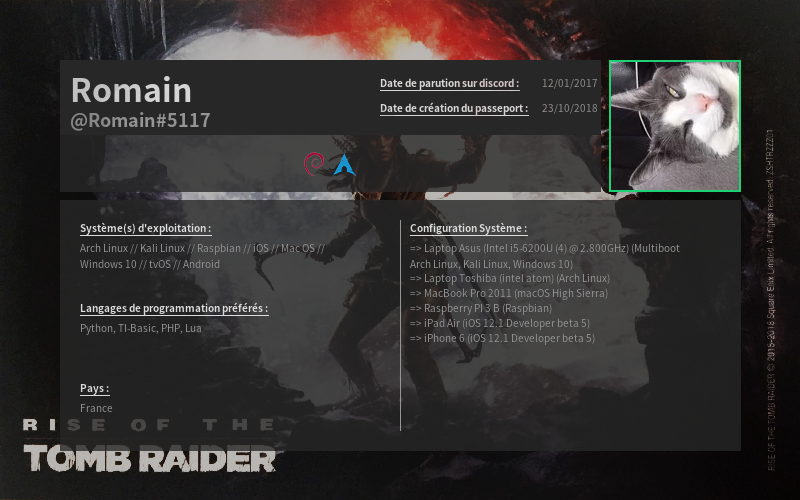 Romain
@Romain#5117
Date de parution sur discord :
12/01/2017
Date de création du passeport :
23/10/2018
Système(s) d'exploitation :
Arch Linux // Kali Linux // Raspbian // iOS // Mac OS //
Windows 10 // tvOS // Android
Langages de programmation préférés :
Python, TI-Basic, PHP, Lua
Pays :
France
Configuration Système :
=> Laptop Asus (Intel i5-6200U (4) @ 2.800GHz) (Multiboot
Arch Linux, Kali Linux, Windows 10)
=> Laptop Toshiba (intel atom) (Arch Linux)
=> MacBook Pro 2011 (macOS High Sierra)
=> Raspberry PI 3 B (Raspbian)
=> iPad Air (iOS 12.1 Developer beta 5)
=> iPhone 6 (iOS 12.1 Developer beta 5)
RISE OF THE
TOMB RAIDER
RISE OF THE TOMB RAIDER © 2015-2018 Square Enix Limited. All rights reserved.